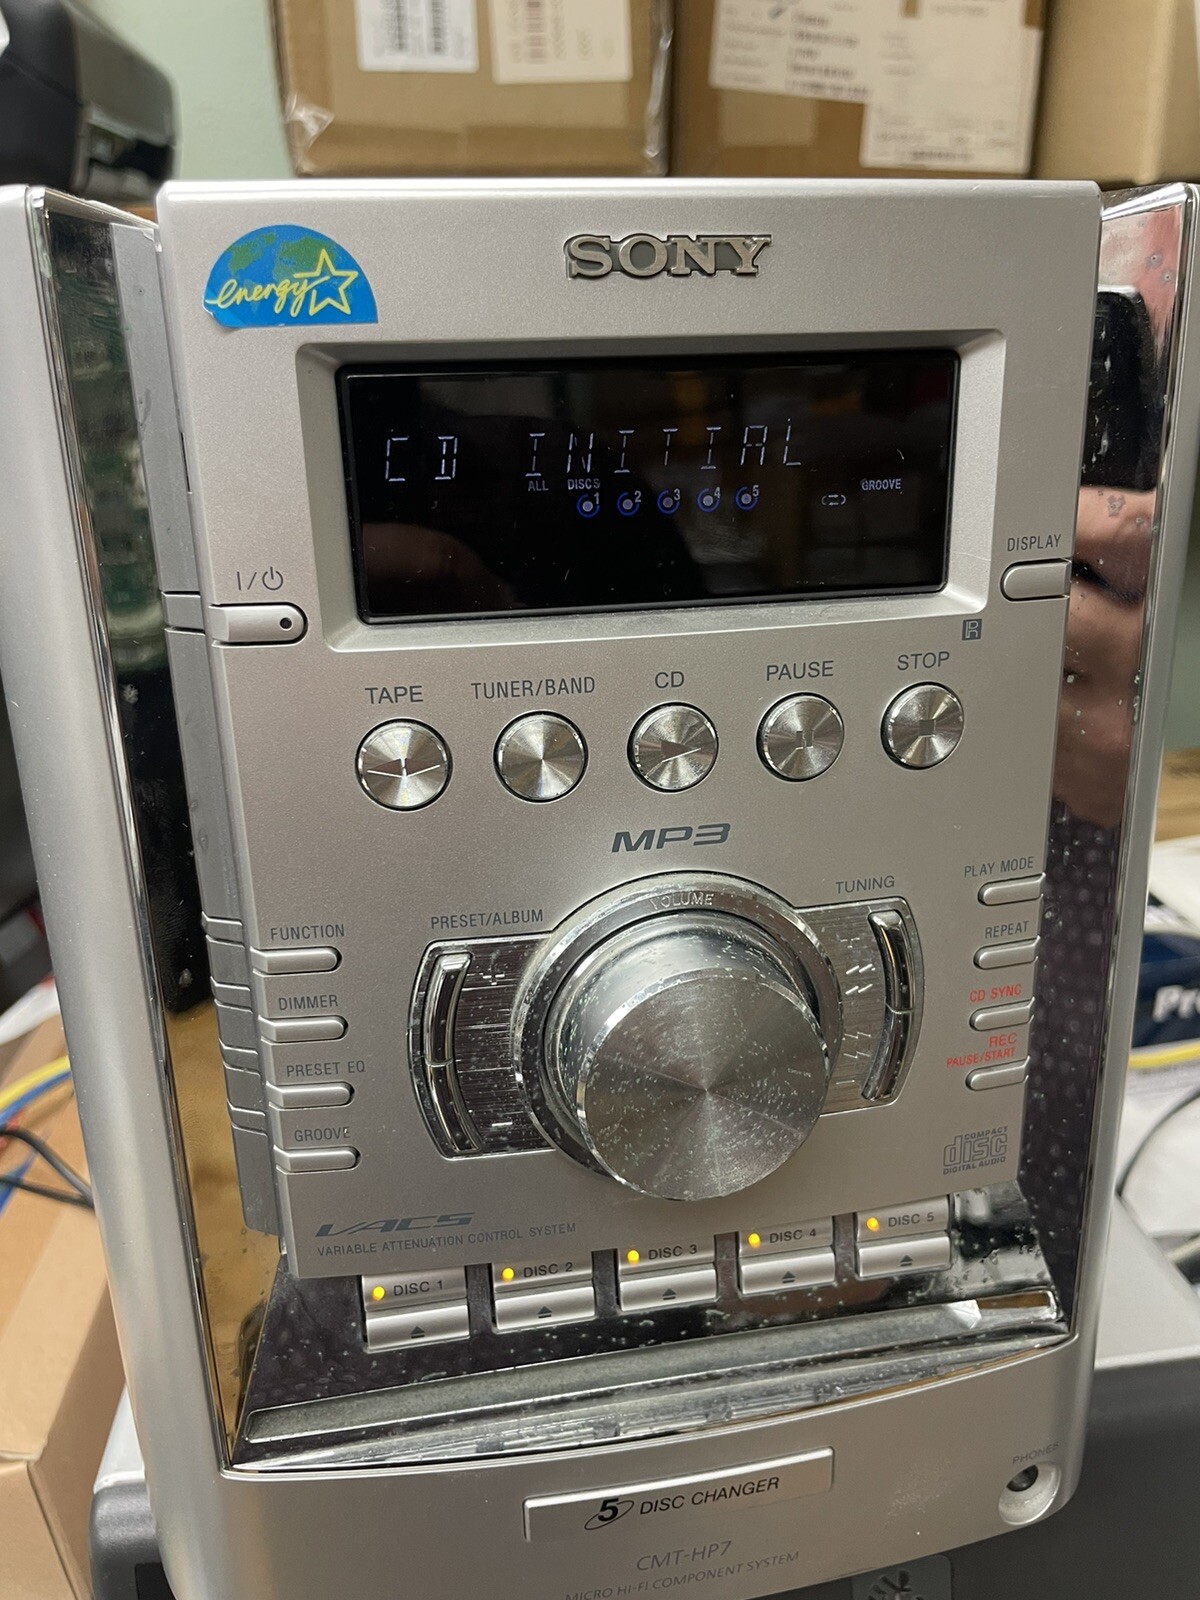 SONY
energy
CD INITIAL
ALL DISCS
1 2 3 4 5
GROOVE
I/⏻
DISPLAY
R
TAPE
TUNER/BAND
CD
PAUSE
STOP
MP3
VOLUME
PRESET/ALBUM
TUNING
+
+
−
−
FUNCTION
DIMMER
PRESET EQ
GROOVE
PLAY MODE
REPEAT
CD SYNC
REC
PAUSE/START
COMPACT
disc
DIGITAL AUDIO
VACS
VARIABLE ATTENUATION CONTROL SYSTEM
DISC 1
DISC 2
DISC 3
DISC 4
DISC 5
PHONES
5 DISC CHANGER
CMT-HP7
MICRO HI-FI COMPONENT SYSTEM